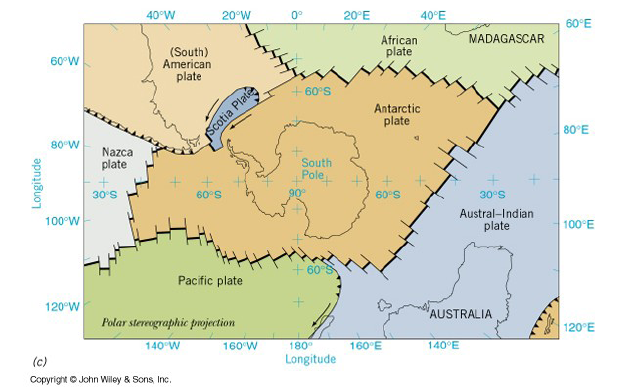 40°W 20°W 0° 20°E 40°E
60°E
African
plate
MADAGASCAR
(South)
American
plate
60°W
60°S
Scotia Plate
Antarctic
plate
80°E
80°W
Nazca
plate
South
Pole
Longitude
30°S 60°S 90° 60°S 30°S
Austral–Indian
plate
100°W
100°E
60°S
Pacific plate
120°W
AUSTRALIA
Polar stereographic projection
120°E
140°W 160°W 180° 160° 140°E
Longitude
(c)
Copyright © John Wiley & Sons, Inc.